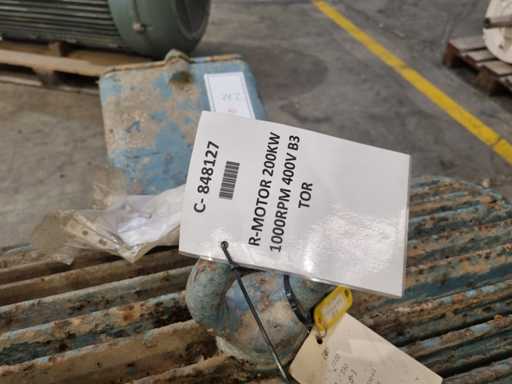 C- 848127
R-MOTOR 200KW
1000RPM 400V B3
TOR